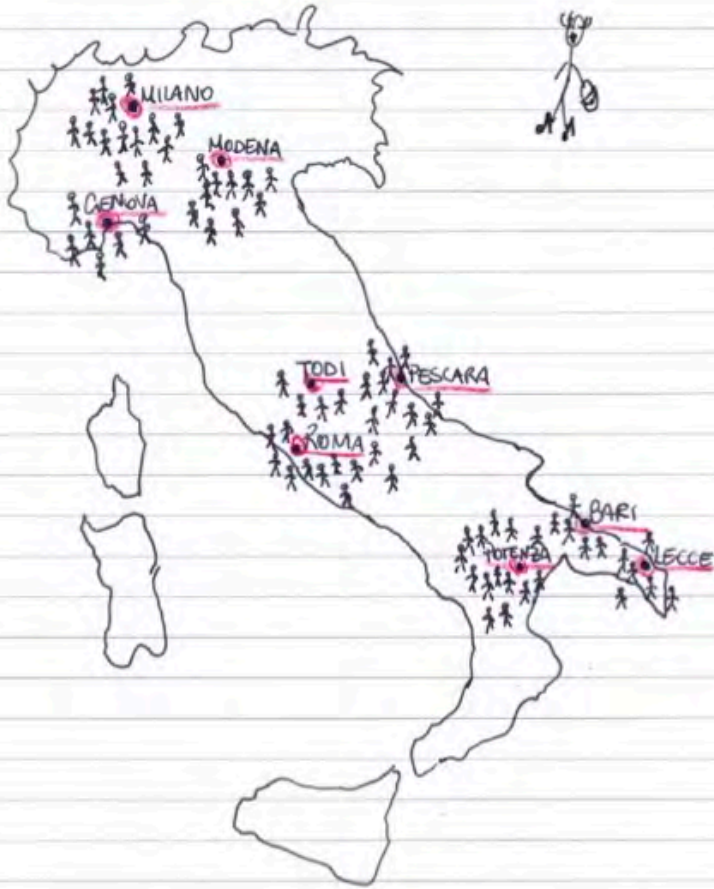 MILANO
MODENA
GENOVA
TODI
PESCARA
ROMA
BARI
POTENZA
LECCE